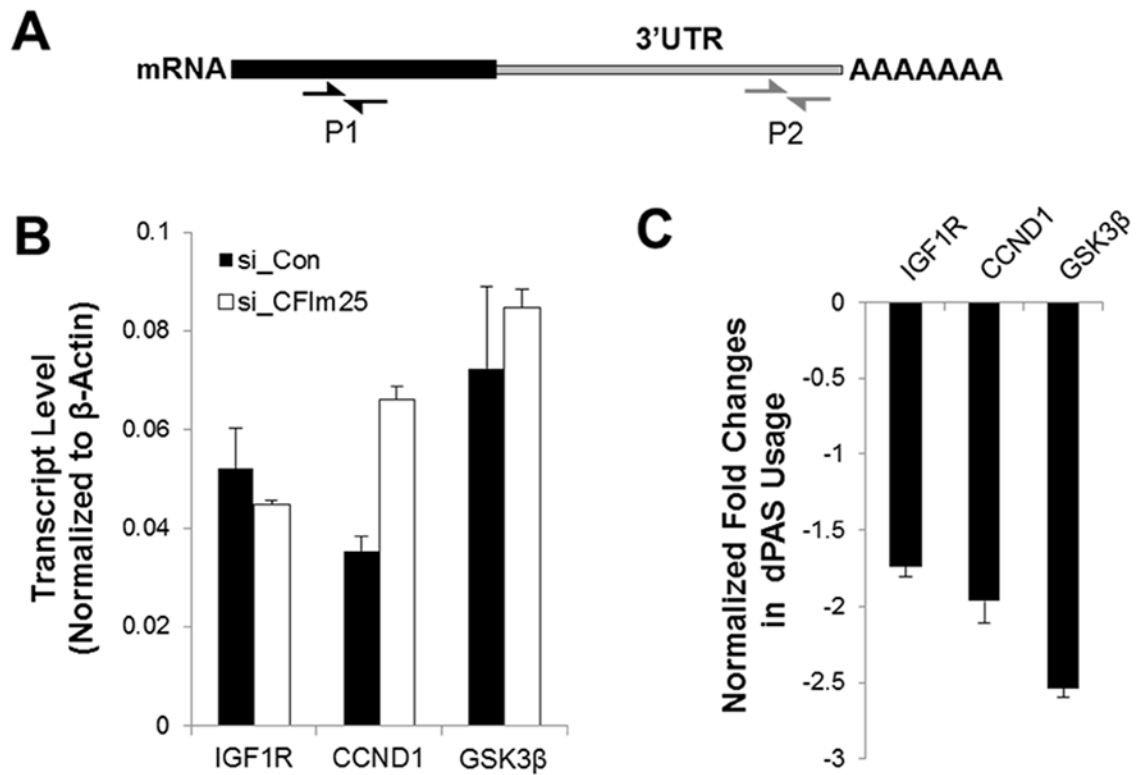 A
3'UTR
mRNA AAAAAAA
P1 P2
B
Transcript Level
(Normalized to β-Actin)
0.1
0.08
0.06
0.04
0.02
0
si_Con
si_CFIm25
IGF1R CCND1 GSK3β
C
IGF1R CCND1 GSK3β
Normalized Fold Changes
in dPAS Usage
0
-0.5
-1
-1.5
-2
-2.5
-3